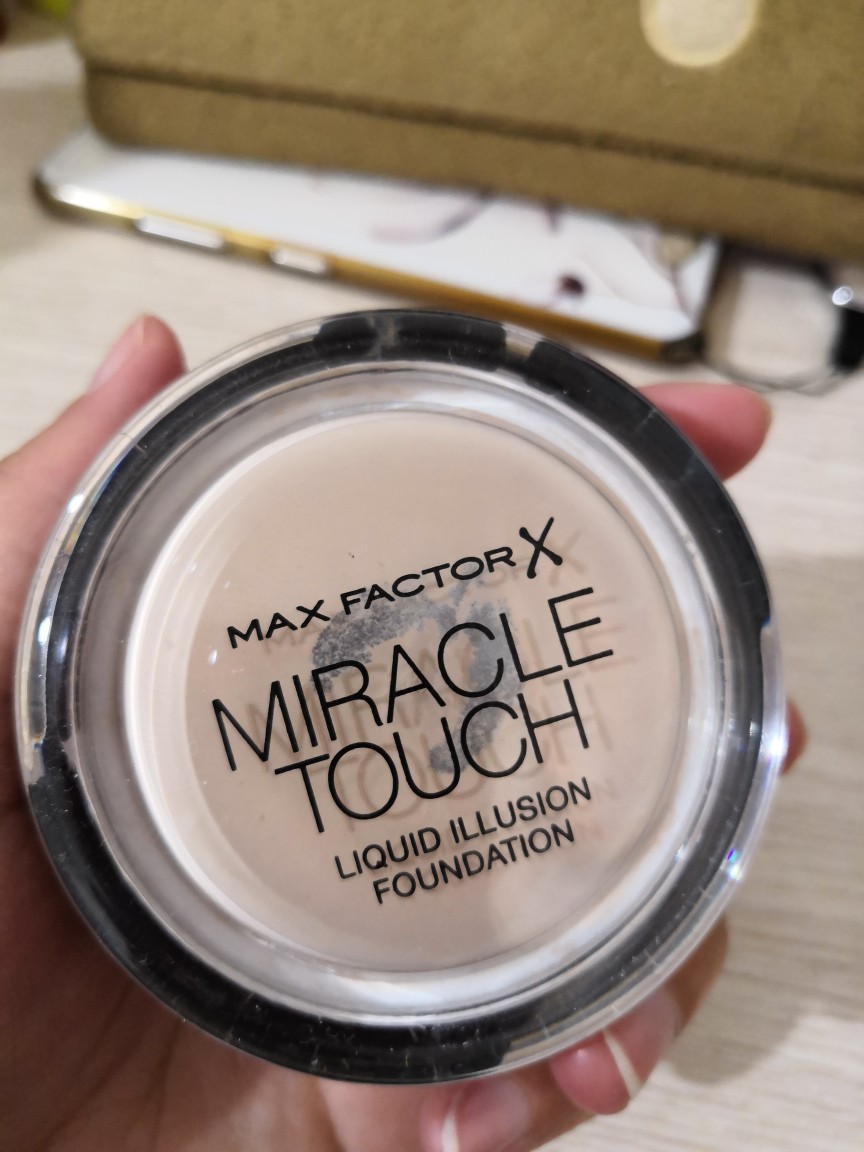 MAX FACTOR X
MIRACLE
TOUCH
LIQUID ILLUSION
FOUNDATION